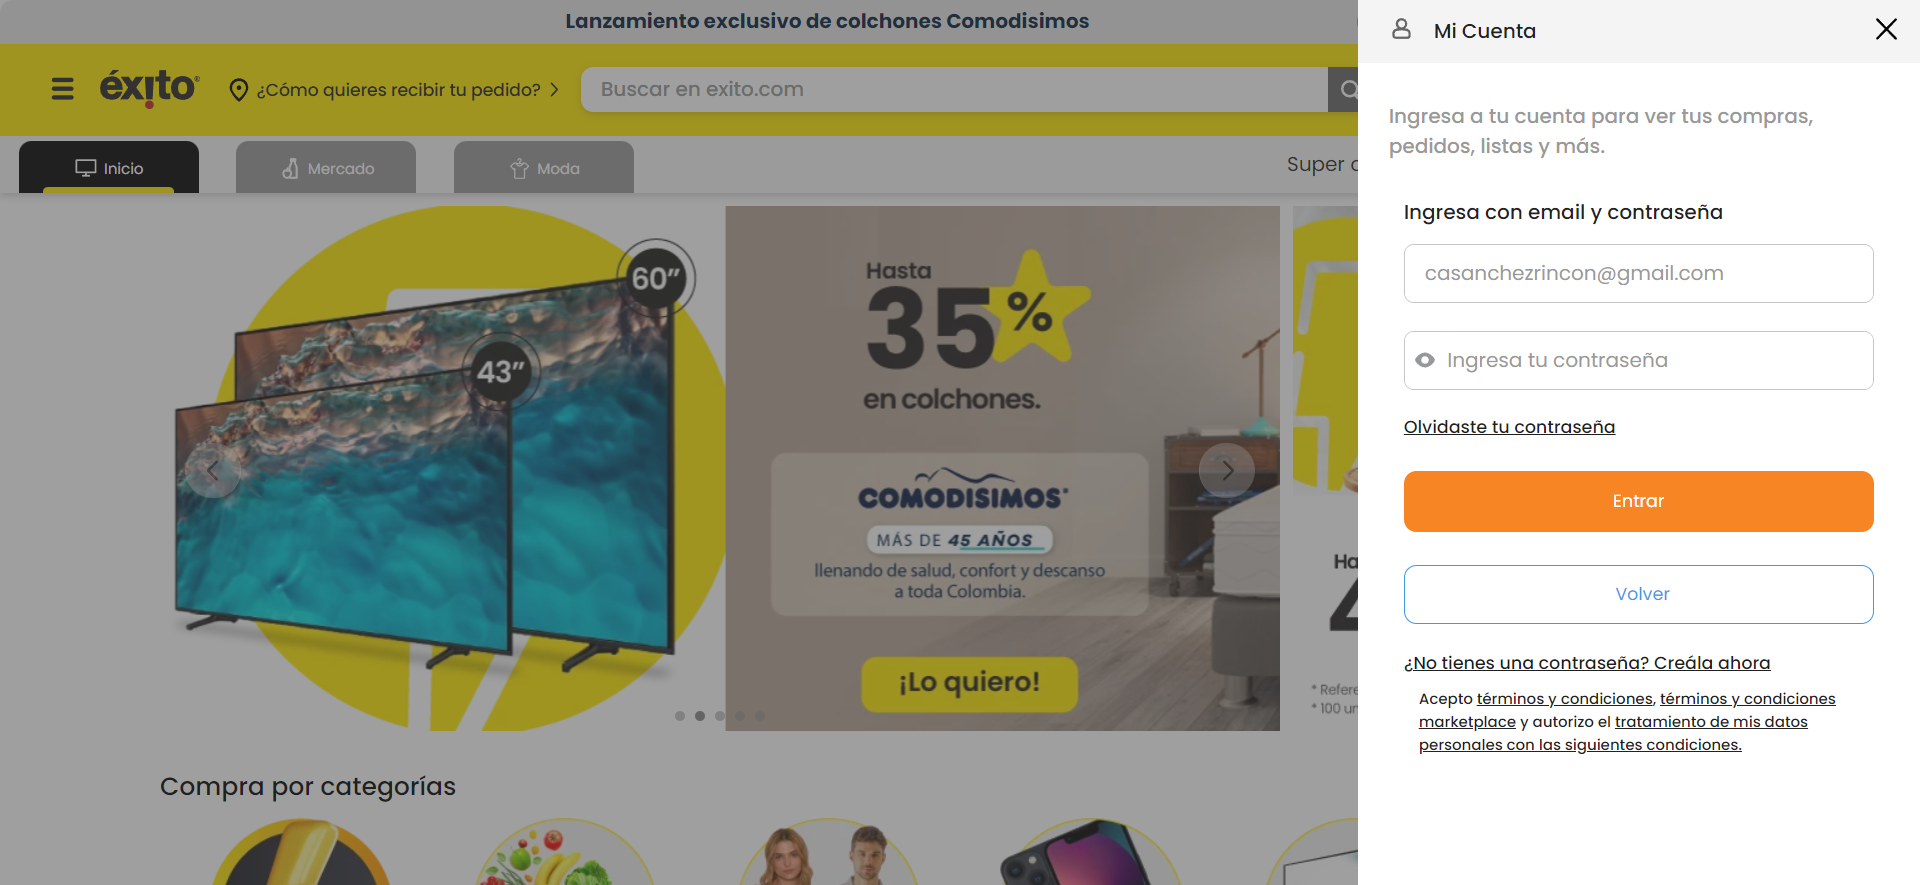 Lanzamiento exclusivo de colchones Comodisimos
Mi Cuenta
éxito
¿Cómo quieres recibir tu pedido?
Buscar en exito.com
Inicio
Mercado
Moda
Super
Ingresa a tu cuenta para ver tus compras,
pedidos, listas y más.
Ingresa con email y contraseña
casanchezrincon@gmail.com
Ingresa tu contraseña
Olvidaste tu contraseña
Entrar
Volver
¿No tienes una contraseña? Creála ahora
Acepto términos y condiciones, términos y condiciones
marketplace y autorizo el tratamiento de mis datos
personales con las siguientes condiciones.
60”
43”
Hasta
35%
en colchones.
COMODISIMOS®
MÁS DE 45 AÑOS
llenando de salud, confort y descanso
a toda Colombia.
¡Lo quiero!
Ha
* Refere
* 100 un
Compra por categorías